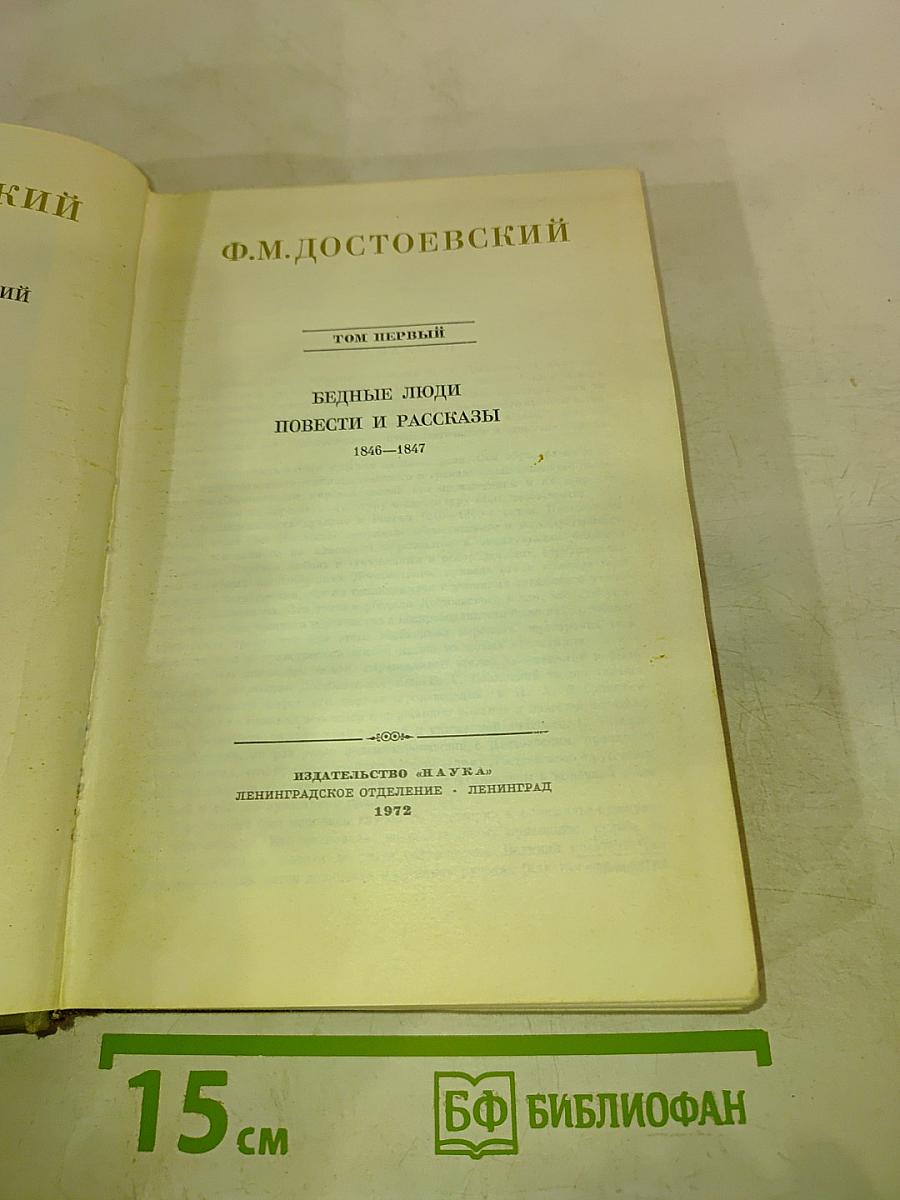 КИЙ
ИЙ
Ф.М.ДОСТОЕВСКИЙ
ТОМ ПЕРВЫЙ
БЕДНЫЕ ЛЮДИ
ПОВЕСТИ И РАССКАЗЫ
1846—1847
ИЗДАТЕЛЬСТВО «НАУКА»
ЛЕНИНГРАДСКОЕ ОТДЕЛЕНИЕ · ЛЕНИНГРАД
1972
15 см
БФ БИБЛИОФАН